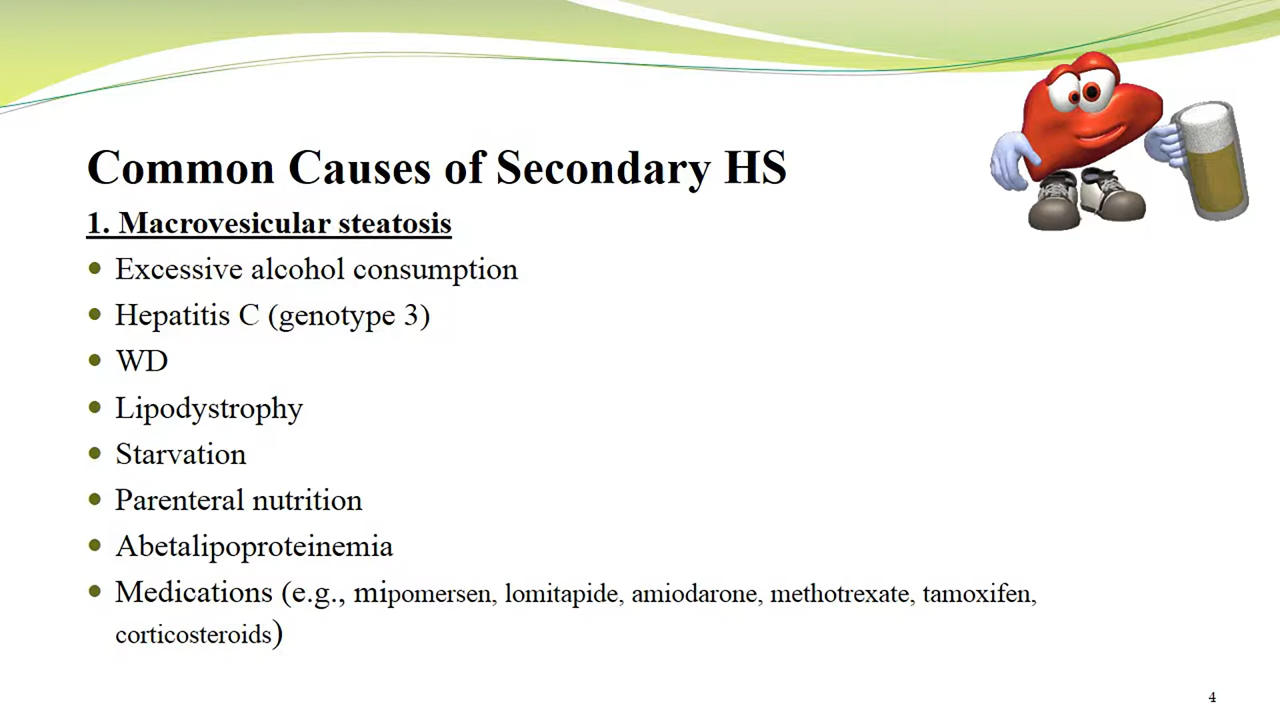 Common Causes of Secondary HS
1. Macrovesicular steatosis
• Excessive alcohol consumption
• Hepatitis C (genotype 3)
• WD
• Lipodystrophy
• Starvation
• Parenteral nutrition
• Abetalipoproteinemia
• Medications (e.g., mipomersen, lomitapide, amiodarone, methotrexate, tamoxifen,
corticosteroids)
4